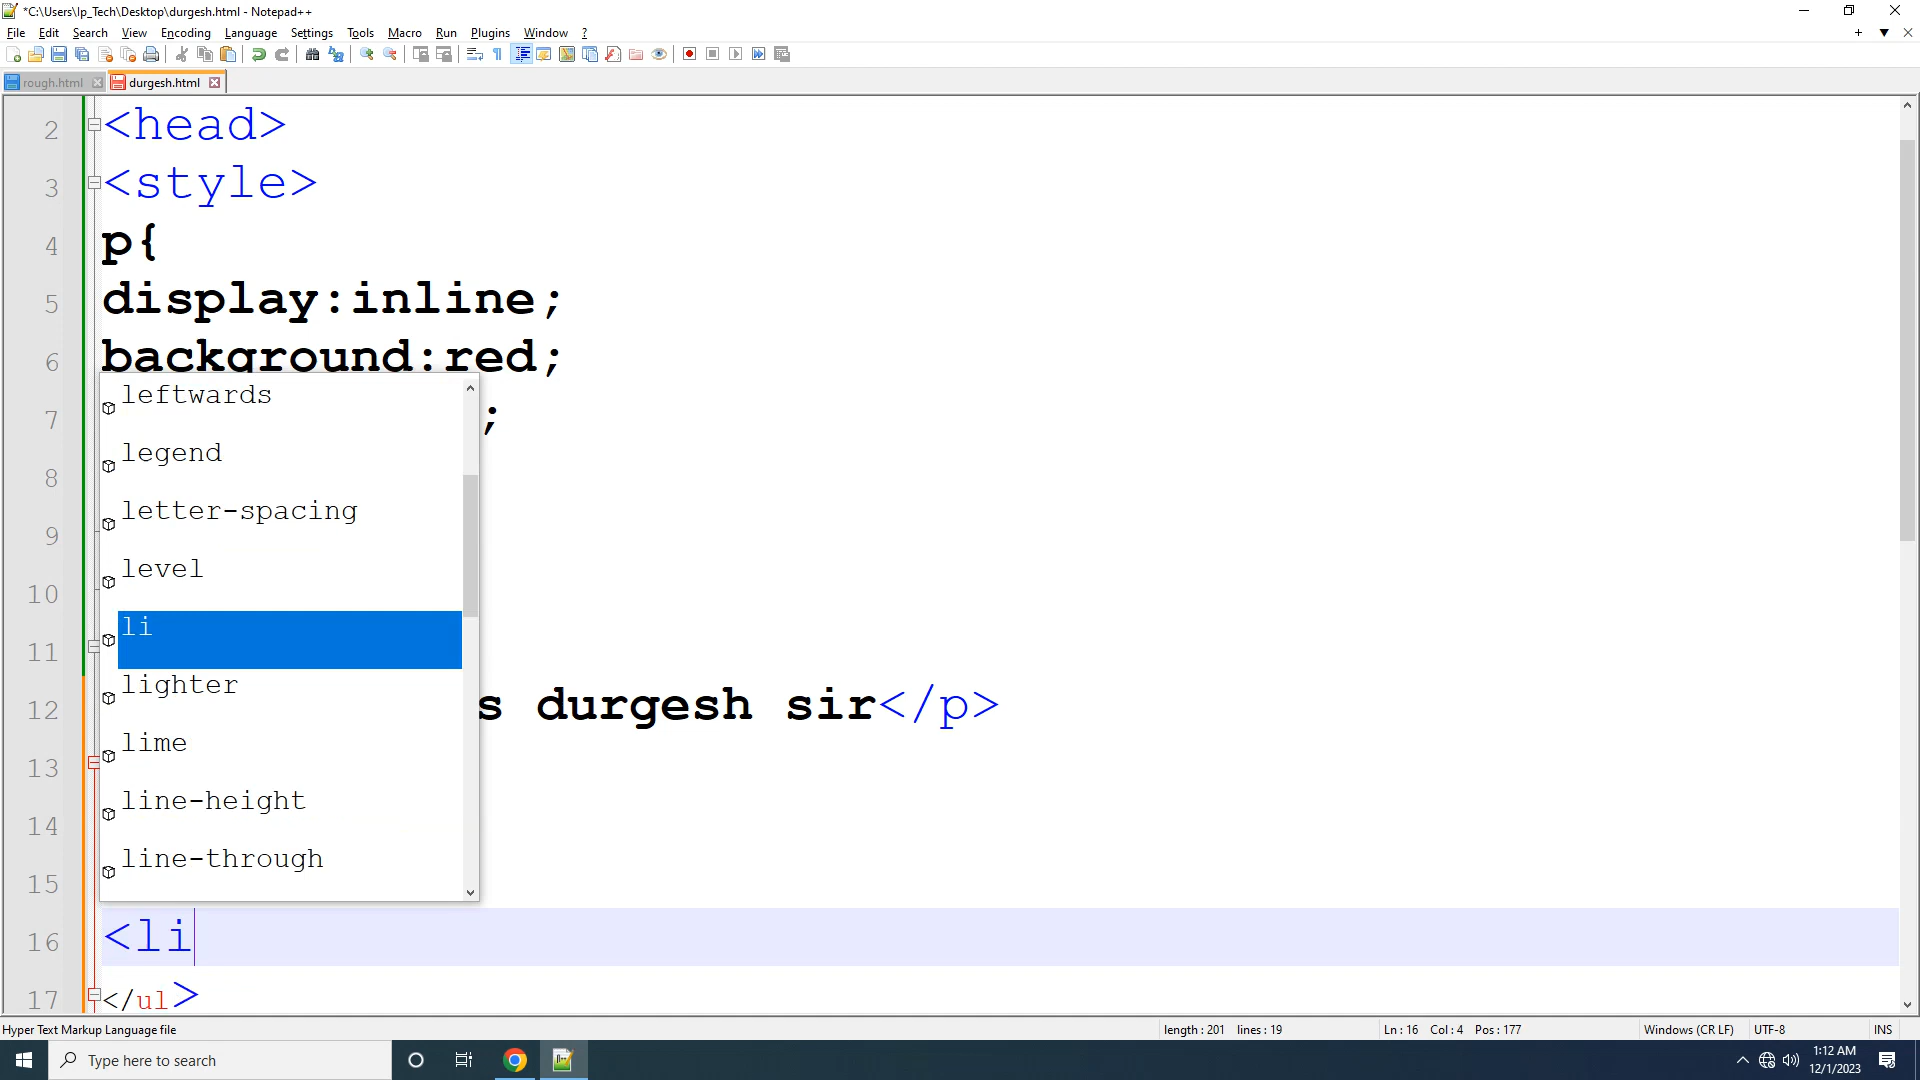 *C:\Users\lp_Tech\Desktop\durgesh.html - Notepad++
File Edit Search View Encoding Language Settings Tools Macro Run Plugins Window ?
rough.html durgesh.html
2 <head>
3 <style>
4 p{
5 display:inline;
6 background:red;
7 ;
8
9
10
11
12 s durgesh sir</p>
13
14
15
16 <li
17 </ul>
leftwards
legend
letter-spacing
level
li
lighter
lime
line-height
line-through
Hyper Text Markup Language file length : 201 lines : 19 Ln : 16 Col : 4 Pos : 177 Windows (CR LF) UTF-8 INS
Type here to search
1:12 AM
12/1/2023